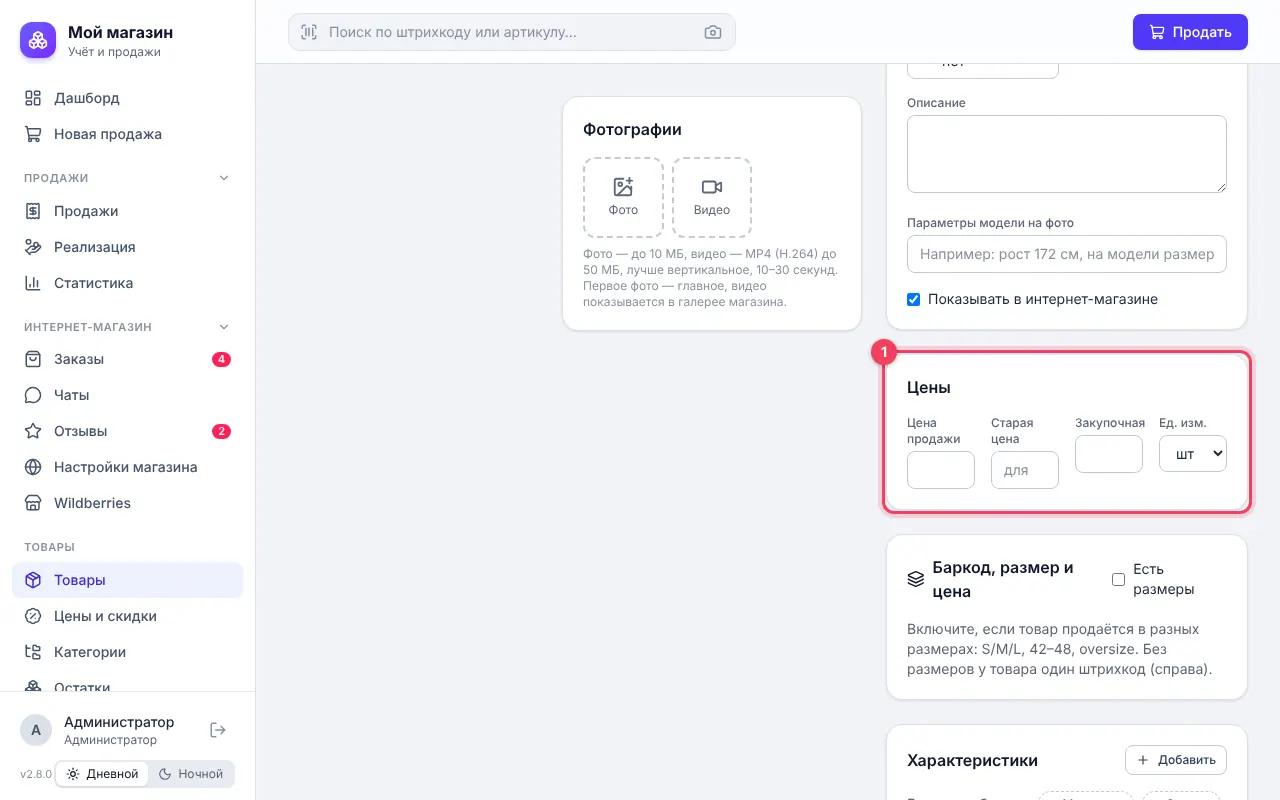 Мой магазин
Учёт и продажи
Дашборд
Новая продажа
ПРОДАЖИ
Продажи
Реализация
Статистика
ИНТЕРНЕТ-МАГАЗИН
Заказы 4
Чаты
Отзывы 2
Настройки магазина
Wildberries
ТОВАРЫ
Товары
Цены и скидки
Категории
Остатки
А Администратор
Администратор
v2.8.0 Дневной Ночной
Поиск по штрихкоду или артикулу...
Продать
Фотографии
Фото Видео
Фото — до 10 МБ, видео — MP4 (H.264) до
50 МБ, лучше вертикальное, 10–30 секунд.
Первое фото — главное, видео
показывается в галерее магазина.
Описание
Параметры модели на фото
Например: рост 172 см, на модели размер
Показывать в интернет-магазине
1
Цены
Цена
продажи
Старая
цена
для
Закупочная
Ед. изм.
шт
Баркод, размер и
цена
Есть
размеры
Включите, если товар продаётся в разных
размерах: S/M/L, 42–48, oversize. Без
размеров у товара один штрихкод (справа).
Характеристики
Добавить